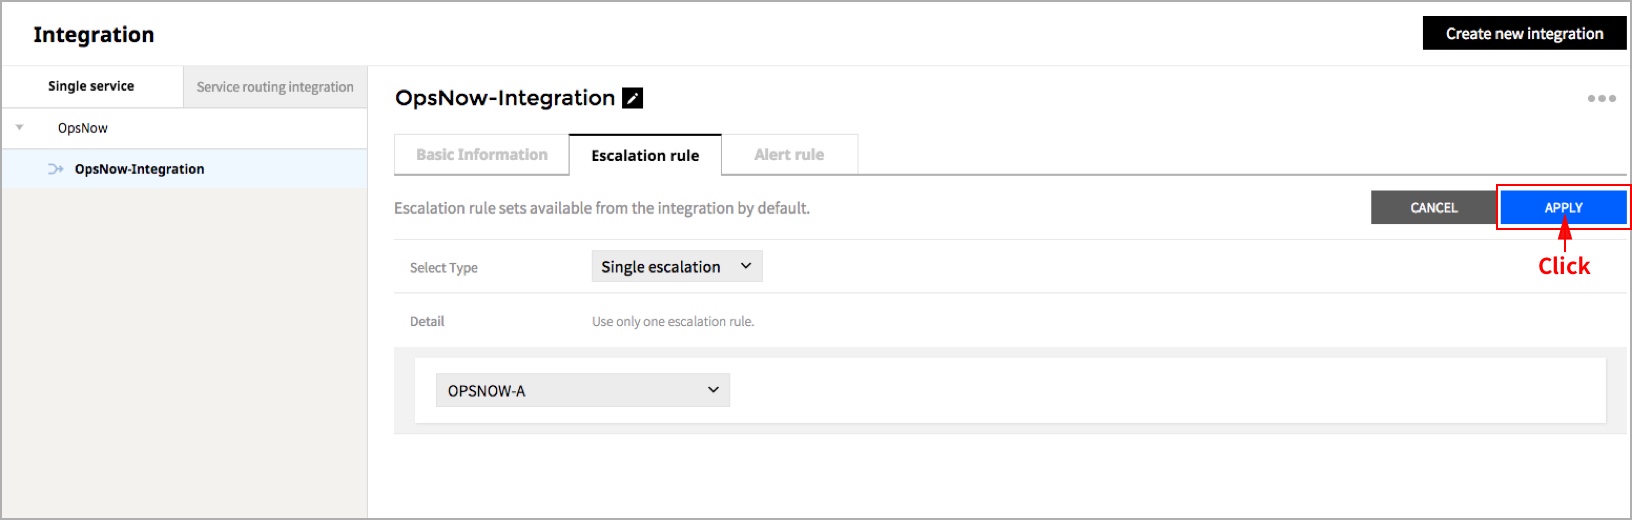 Integration
Create new integration
Single service
Service routing integration
OpsNow
OpsNow-Integration
OpsNow-Integration
Basic Information
Escalation rule
Alert rule
Escalation rule sets available from the integration by default.
CANCEL
APPLY
Click
Select Type
Single escalation
Detail
Use only one escalation rule.
OPSNOW-A